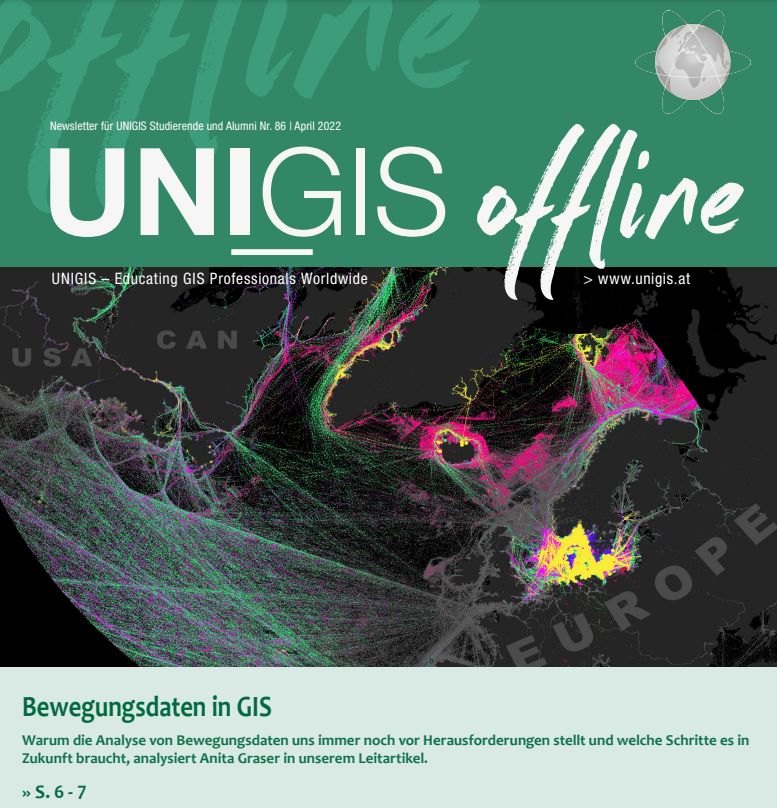 offline
Newsletter für UNIGIS Studierende und Alumni Nr. 86 | April 2022
UNIGIS offline
UNIGIS – Educating GIS Professionals Worldwide
> www.unigis.at
USA
CAN
EUROPE
Bewegungsdaten in GIS
Warum die Analyse von Bewegungsdaten uns immer noch vor Herausforderungen stellt und welche Schritte es in
Zukunft braucht, analysiert Anita Graser in unserem Leitartikel.
» S. 6 - 7